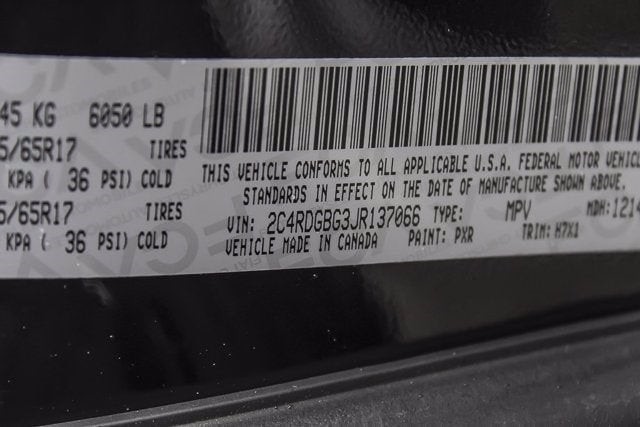 45 KG 6050 LB
5/65R17 TIRES
KPA ( 36 PSI) COLD
5/65R17 TIRES
KPA ( 36 PSI) COLD
THIS VEHICLE CONFORMS TO ALL APPLICABLE U.S.A. FEDERAL MOTOR VEHICLE
STANDARDS IN EFFECT ON THE DATE OF MANUFACTURE SHOWN ABOVE.
VIN: 2C4RDGBG3JR137066 TYPE: MPV MDH: 1214
VEHICLE MADE IN CANADA PAINT: PXR TRIM: H7X1